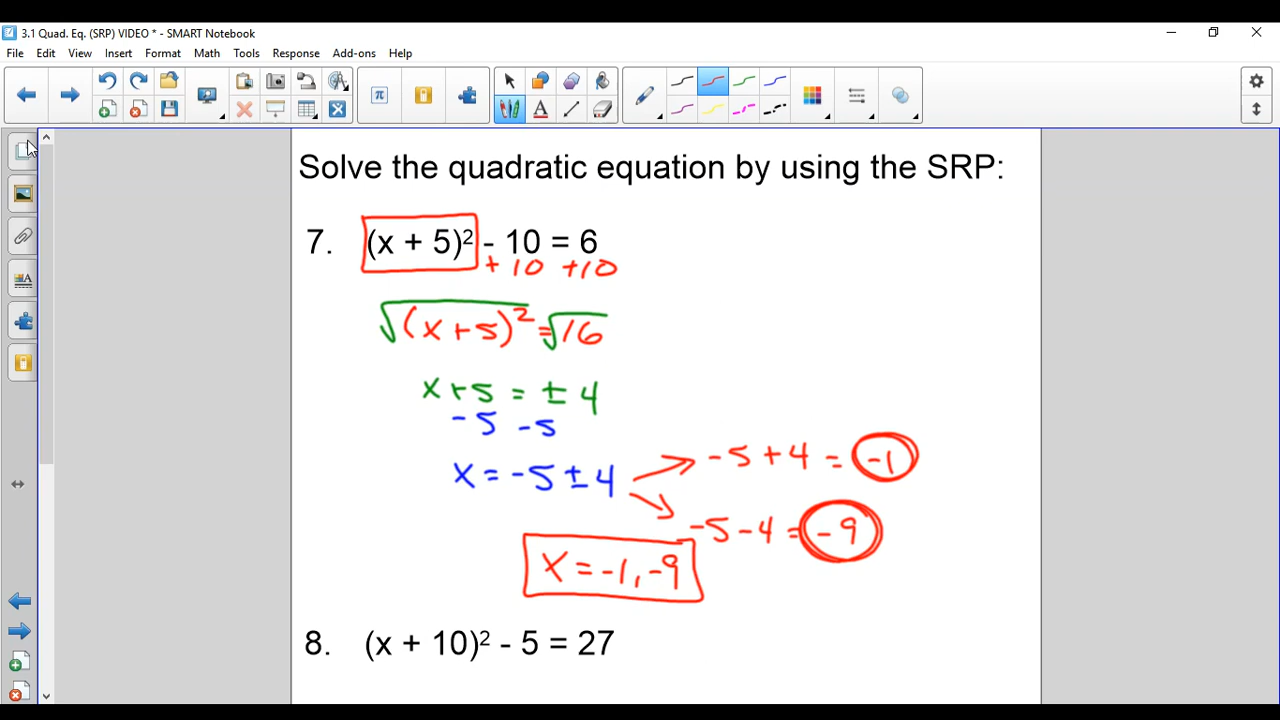 3.1 Quad. Eq. (SRP) VIDEO * - SMART Notebook
File Edit View Insert Format Math Tools Response Add-ons Help
Solve the quadratic equation by using the SRP:
7. (x + 5)² - 10 = 6
+ 10 +10
√(x+5)² = √16
x+5 = ± 4
-5 -5
x = -5 ± 4
-5+4 = -1
-5-4 = -9
x = -1, -9
8. (x + 10)² - 5 = 27